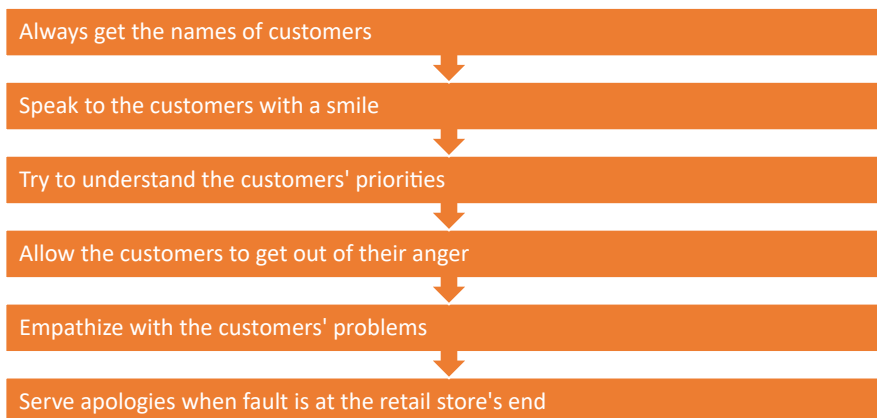 Always get the names of customers
Speak to the customers with a smile
Try to understand the customers' priorities
Allow the customers to get out of their anger
Empathize with the customers' problems
Serve apologies when fault is at the retail store's end